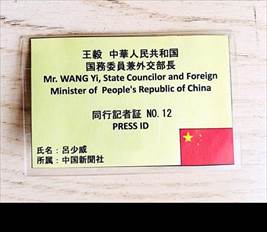 王毅 中華人民共和国
国務委員兼外交部長
Mr. WANG Yi, State Councilor and Foreign
Minister of People's Republic of China
同行記者証 NO. 12
PRESS ID
氏名：呂少威
所属：中国新聞社